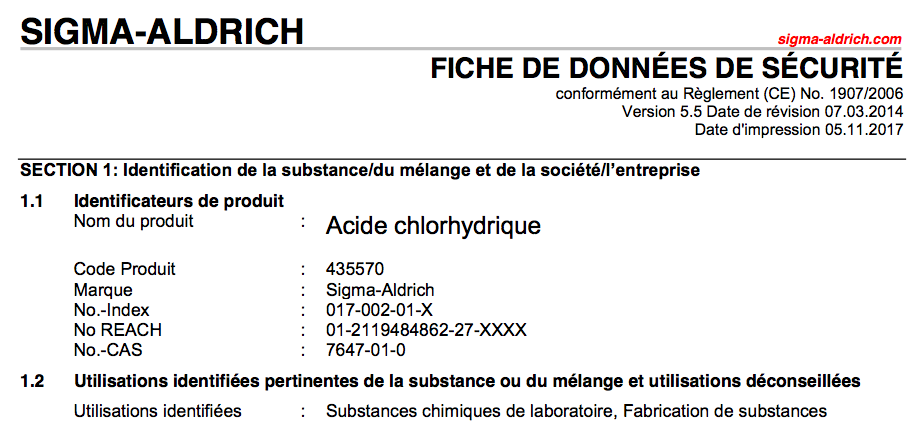 SIGMA-ALDRICH
sigma-aldrich.com
FICHE DE DONNÉES DE SÉCURITÉ
conformément au Règlement (CE) No. 1907/2006
Version 5.5 Date de révision 07.03.2014
Date d'impression 05.11.2017
SECTION 1: Identification de la substance/du mélange et de la société/l’entreprise
1.1 Identificateurs de produit
Nom du produit : Acide chlorhydrique
Code Produit : 435570
Marque : Sigma-Aldrich
No.-Index : 017-002-01-X
No REACH : 01-2119484862-27-XXXX
No.-CAS : 7647-01-0
1.2 Utilisations identifiées pertinentes de la substance ou du mélange et utilisations déconseillées
Utilisations identifiées : Substances chimiques de laboratoire, Fabrication de substances